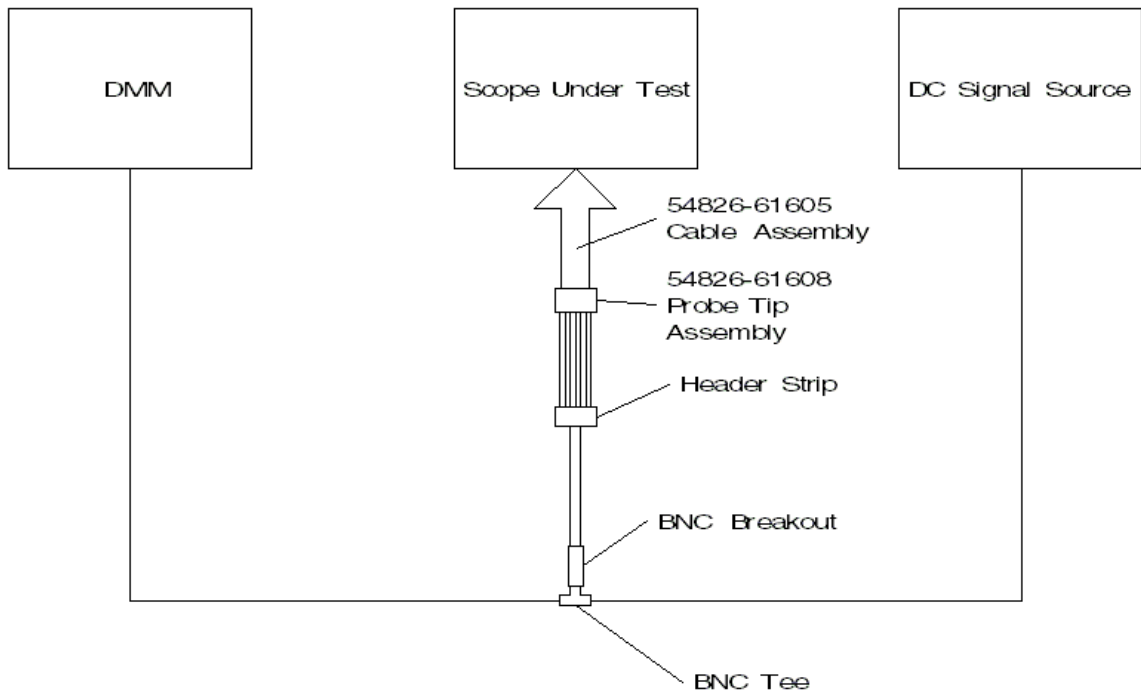 DMM
Scope Under Test
DC Signal Source
54826-61605
Cable Assembly
54826-61608
Probe Tip
Assembly
Header Strip
BNC Breakout
BNC Tee